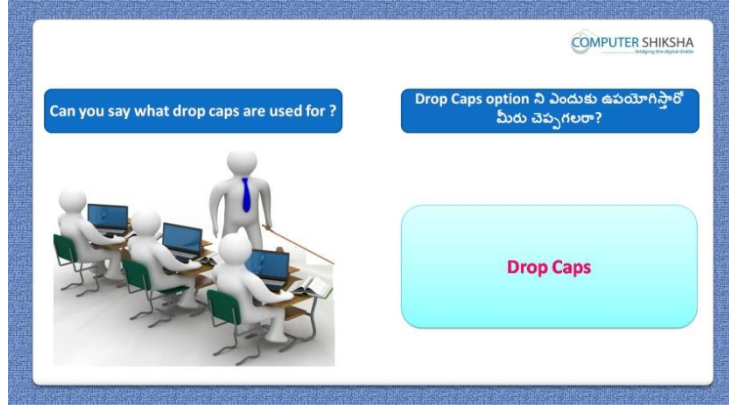 COMPUTER SHIKSHA
bridging the digital divide
Can you say what drop caps are used for ?
Drop Caps option ని ఎందుకు ఉపయోగిస్తారో
మీరు చెప్పగలరా?
Drop Caps